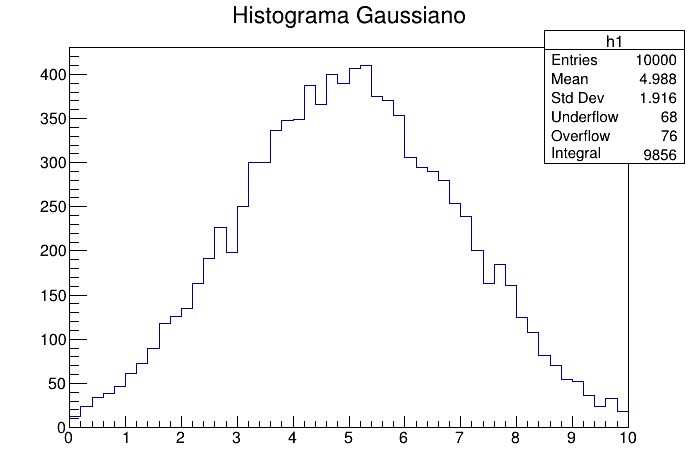 Histograma Gaussiano
h1
Entries 10000
Mean 4.988
Std Dev 1.916
Underflow 68
Overflow 76
Integral 9856
400
350
300
250
200
150
100
50
0
0 1 2 3 4 5 6 7 8 9 10